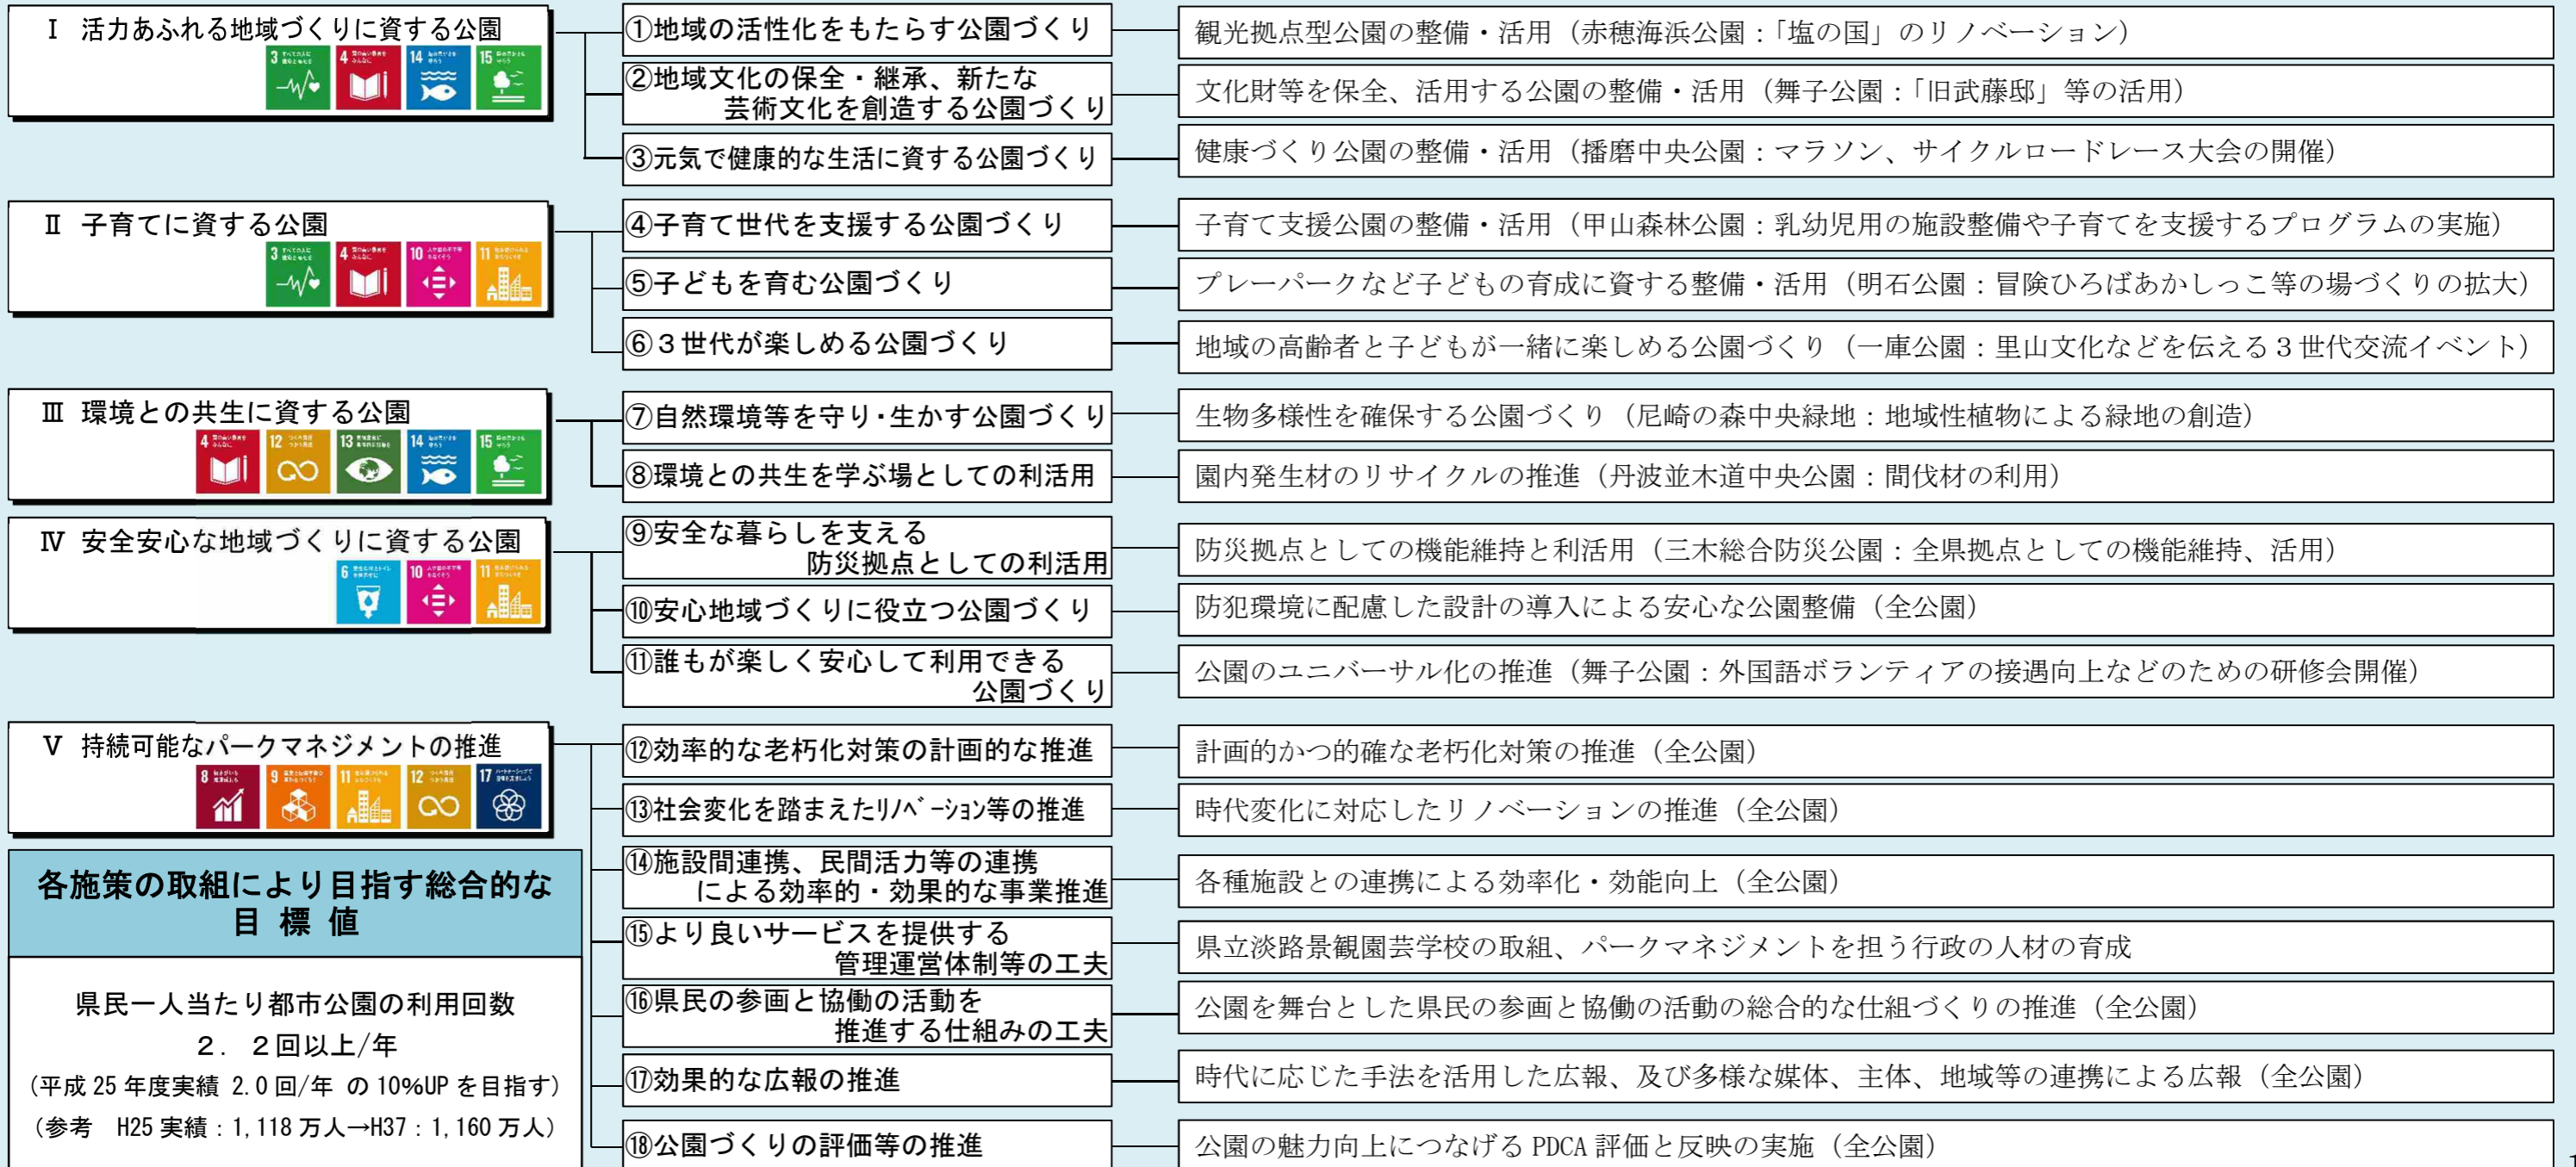 Ⅰ 活力あふれる地域づくりに資する公園
3 すべての人に
4
14
15
①地域の活性化をもたらす公園づくり
観光拠点型公園の整備・活用（赤穂海浜公園：「塩の国」のリノベーション）
②地域文化の保全・継承、新たな
芸術文化を創造する公園づくり
文化財等を保全、活用する公園の整備・活用（舞子公園：「旧武藤邸」等の活用）
③元気で健康的な生活に資する公園づくり
健康づくり公園の整備・活用（播磨中央公園：マラソン、サイクルロードレース大会の開催）
Ⅱ 子育てに資する公園
3 すべての人に
4
10
11
④子育て世代を支援する公園づくり
子育て支援公園の整備・活用（甲山森林公園：乳幼児用の施設整備や子育てを支援するプログラムの実施）
⑤子どもを育む公園づくり
プレーパークなど子どもの育成に資する整備・活用（明石公園：冒険ひろばあかしっこ等の場づくりの拡大）
⑥３世代が楽しめる公園づくり
地域の高齢者と子どもが一緒に楽しめる公園づくり（一庫公園：里山文化などを伝える３世代交流イベント）
Ⅲ 環境との共生に資する公園
4
12
13
14
15
⑦自然環境等を守り・生かす公園づくり
生物多様性を確保する公園づくり（尼崎の森中央緑地：地域性植物による緑地の創造）
⑧環境との共生を学ぶ場としての利活用
園内発生材のリサイクルの推進（丹波並木道中央公園：間伐材の利用）
Ⅳ 安全安心な地域づくりに資する公園
6
10
11
⑨安全な暮らしを支える
防災拠点としての利活用
防災拠点としての機能維持と利活用（三木総合防災公園：全県拠点としての機能維持、活用）
⑩安心地域づくりに役立つ公園づくり
防犯環境に配慮した設計の導入による安心な公園整備（全公園）
⑪誰もが楽しく安心して利用できる
公園づくり
公園のユニバーサル化の推進（舞子公園：外国語ボランティアの接遇向上などのための研修会開催）
Ⅴ 持続可能なパークマネジメントの推進
8
9
11
12
17
⑫効率的な老朽化対策の計画的な推進
計画的かつ的確な老朽化対策の推進（全公園）
⑬社会変化を踏まえたﾘﾉﾍﾞｰｼｮﾝ等の推進
時代変化に対応したリノベーションの推進（全公園）
⑭施設間連携、民間活力等の連携
による効率的・効果的な事業推進
各種施設との連携による効率化・効能向上（全公園）
⑮より良いサービスを提供する
管理運営体制等の工夫
県立淡路景観園芸学校の取組、パークマネジメントを担う行政の人材の育成
⑯県民の参画と協働の活動を
推進する仕組みの工夫
公園を舞台とした県民の参画と協働の活動の総合的な仕組づくりの推進（全公園）
⑰効果的な広報の推進
時代に応じた手法を活用した広報、及び多様な媒体、主体、地域等の連携による広報（全公園）
⑱公園づくりの評価等の推進
公園の魅力向上につなげる PDCA 評価と反映の実施（全公園）
各施策の取組により目指す総合的な
目 標 値
県民一人当たり都市公園の利用回数
２．２回以上/年
（平成 25 年度実績 2.0 回/年 の 10%UP を目指す）
（参考 H25 実績：1,118 万人→H37：1,160 万人）